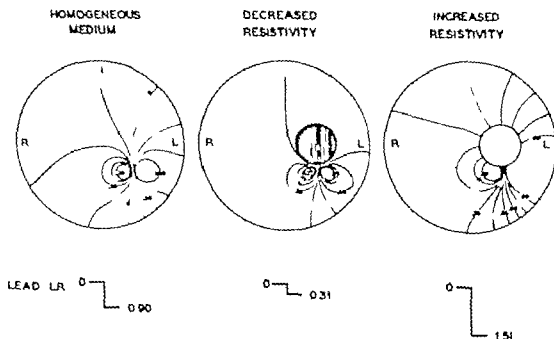 HOMOGENEOUS MEDIUM
DECREASED RESISTIVITY
INCREASED RESISTIVITY
R L
R L
R L
LEAD LR
0 0.90
0 0.31
0 1.51